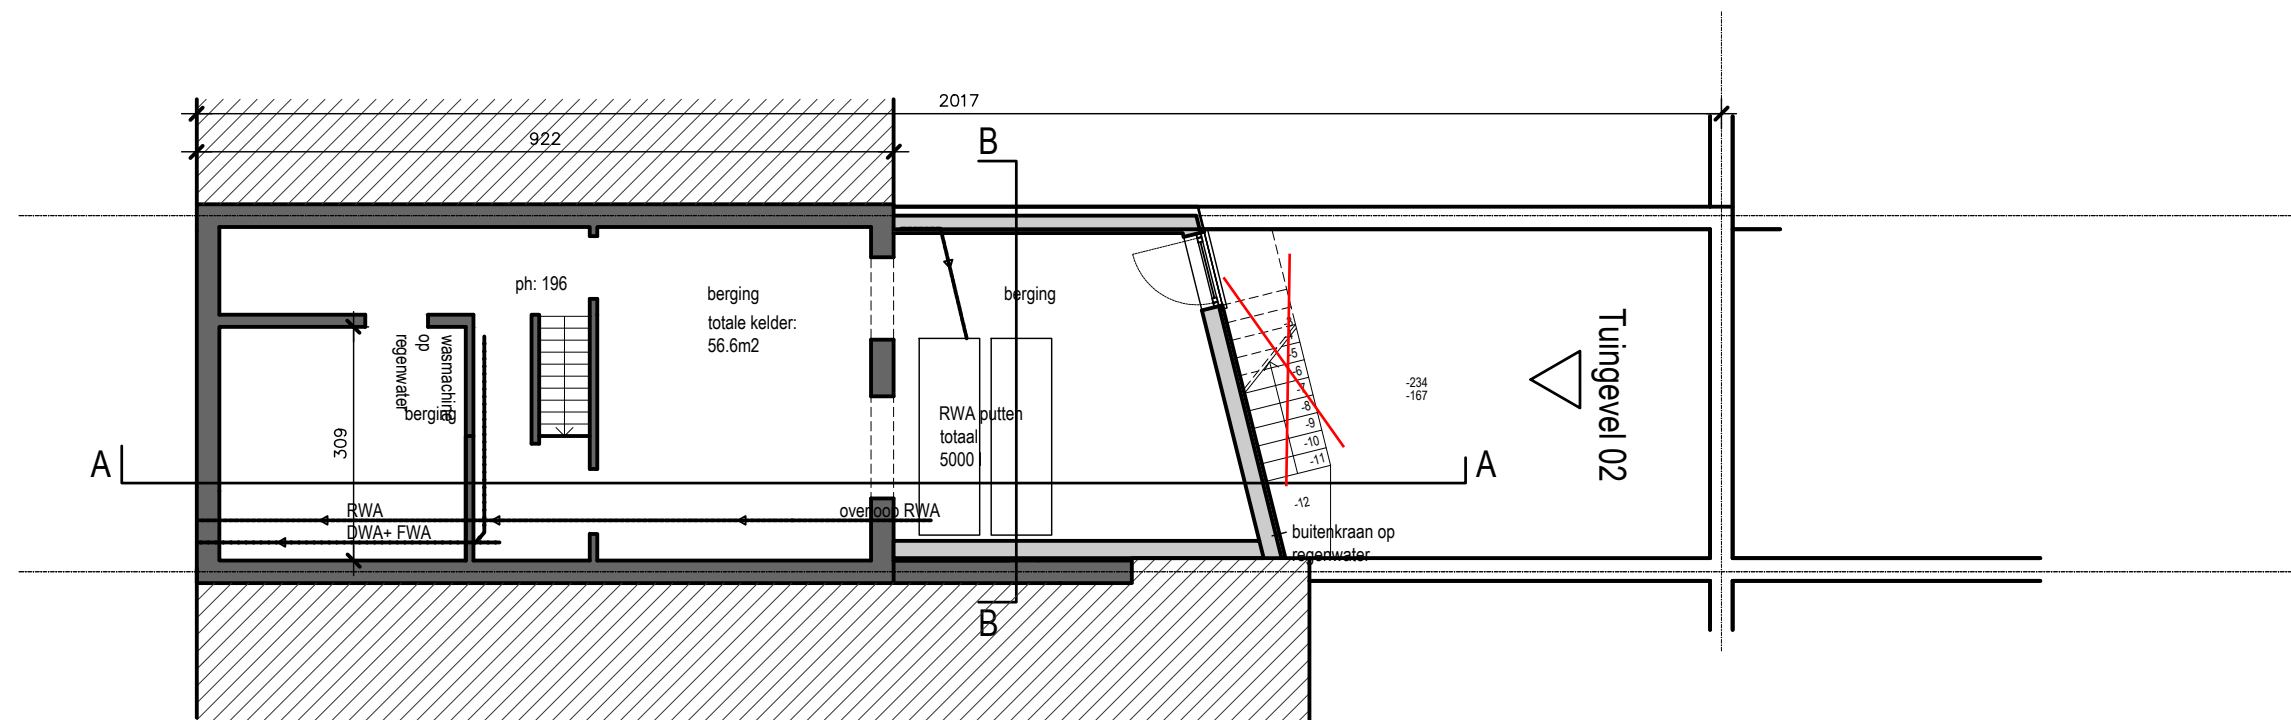 2017
922
B
ph: 196
berging
totale kelder:
56.6m2
berging
wasmachine
op
regenwater
berging
309
RWA putten
totaal
5000 l
A
A
RWA
DWA+ FWA
overloop RWA
-5
-6
-7
-8
-9
-10
-11
-12
-234
-167
Tuingevel 02
buitenkraan op
regenwater
B